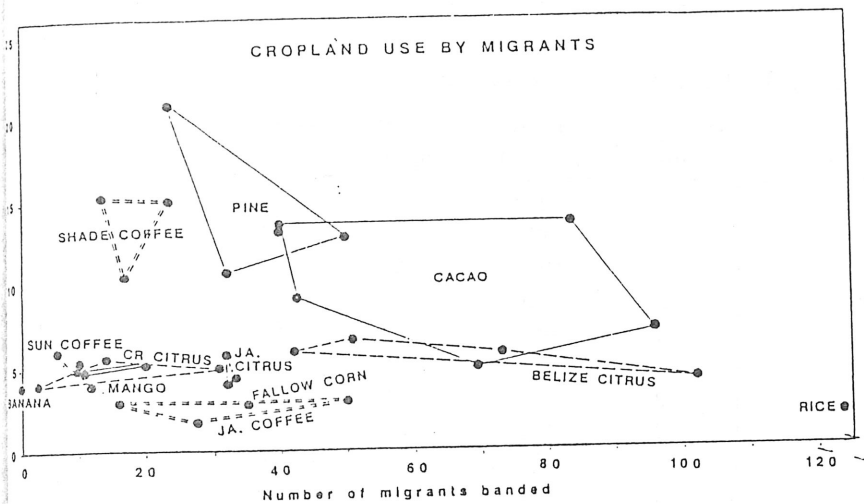 CROPLAND USE BY MIGRANTS
25
20
PINE
15
SHADE COFFEE
CACAO
10
SUN COFFEE
CR CITRUS
JA.
CITRUS
5
BANANA
MANGO
FALLOW CORN
BELIZE CITRUS
JA. COFFEE
RICE
0
0 20 40 60 80 100 120
Number of migrants banded